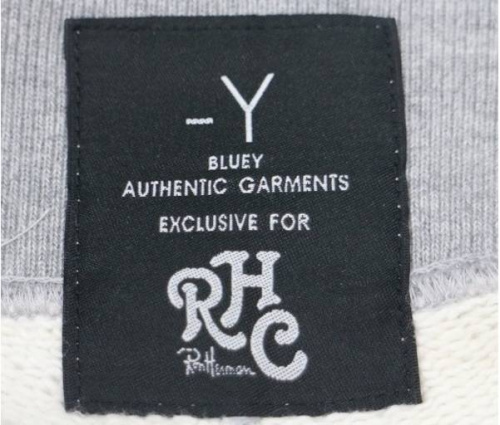 -Y
BLUEY
AUTHENTIC GARMENTS
EXCLUSIVE FOR
RHC
Ron Herman